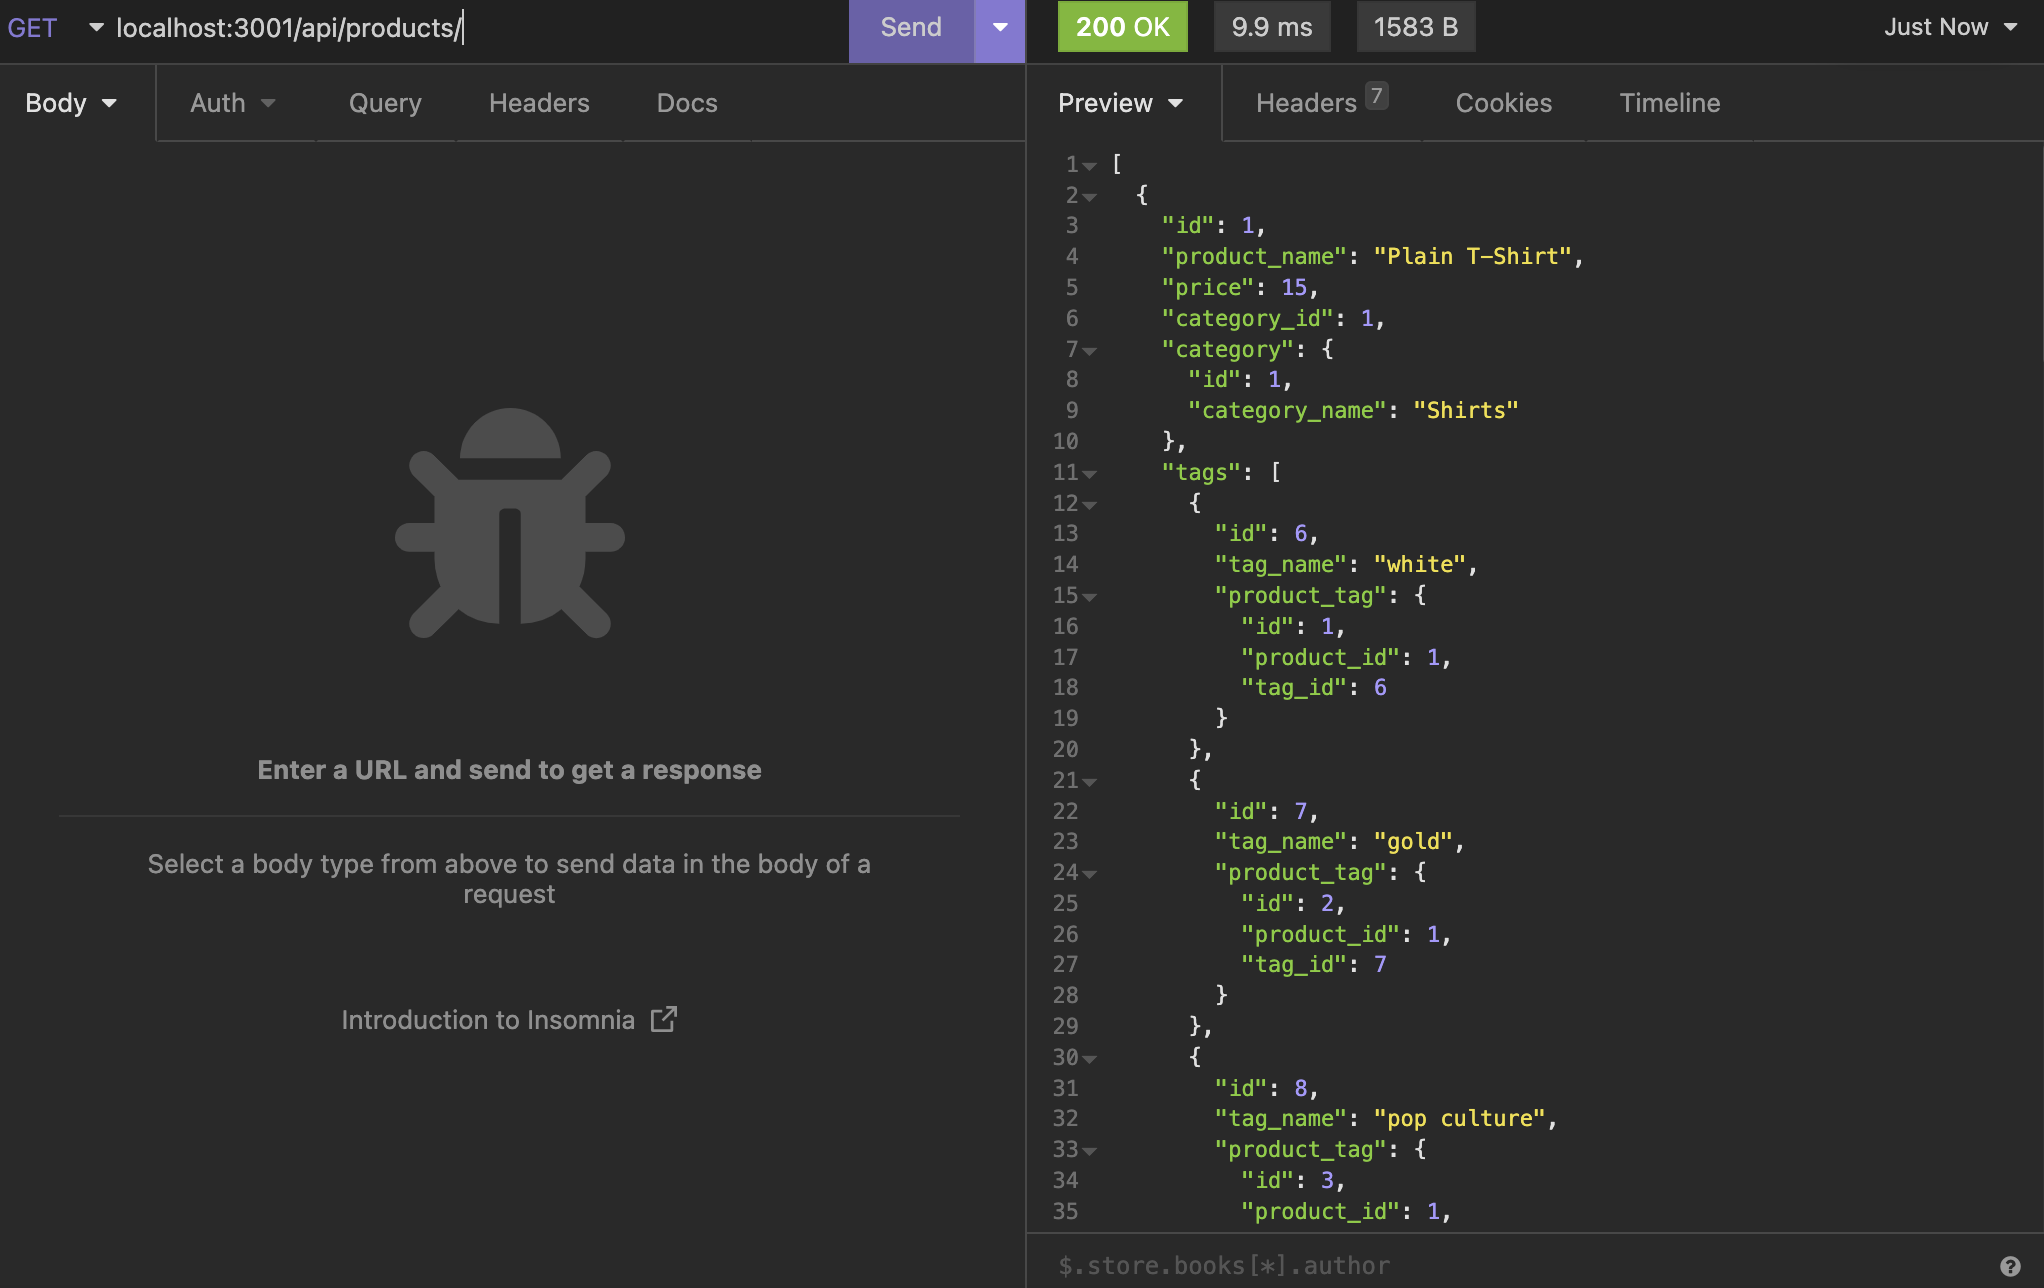 GET localhost:3001/api/products/ Send
200 OK 9.9 ms 1583 B Just Now
Body Auth Query Headers Docs
Enter a URL and send to get a response
Select a body type from above to send data in the body of a
request
Introduction to Insomnia
Preview Headers 7 Cookies Timeline
1 [
2 {
3 "id": 1,
4 "product_name": "Plain T-Shirt",
5 "price": 15,
6 "category_id": 1,
7 "category": {
8 "id": 1,
9 "category_name": "Shirts"
10 },
11 "tags": [
12 {
13 "id": 6,
14 "tag_name": "white",
15 "product_tag": {
16 "id": 1,
17 "product_id": 1,
18 "tag_id": 6
19 }
20 },
21 {
22 "id": 7,
23 "tag_name": "gold",
24 "product_tag": {
25 "id": 2,
26 "product_id": 1,
27 "tag_id": 7
28 }
29 },
30 {
31 "id": 8,
32 "tag_name": "pop culture",
33 "product_tag": {
34 "id": 3,
35 "product_id": 1,
$.store.books[*].author
?